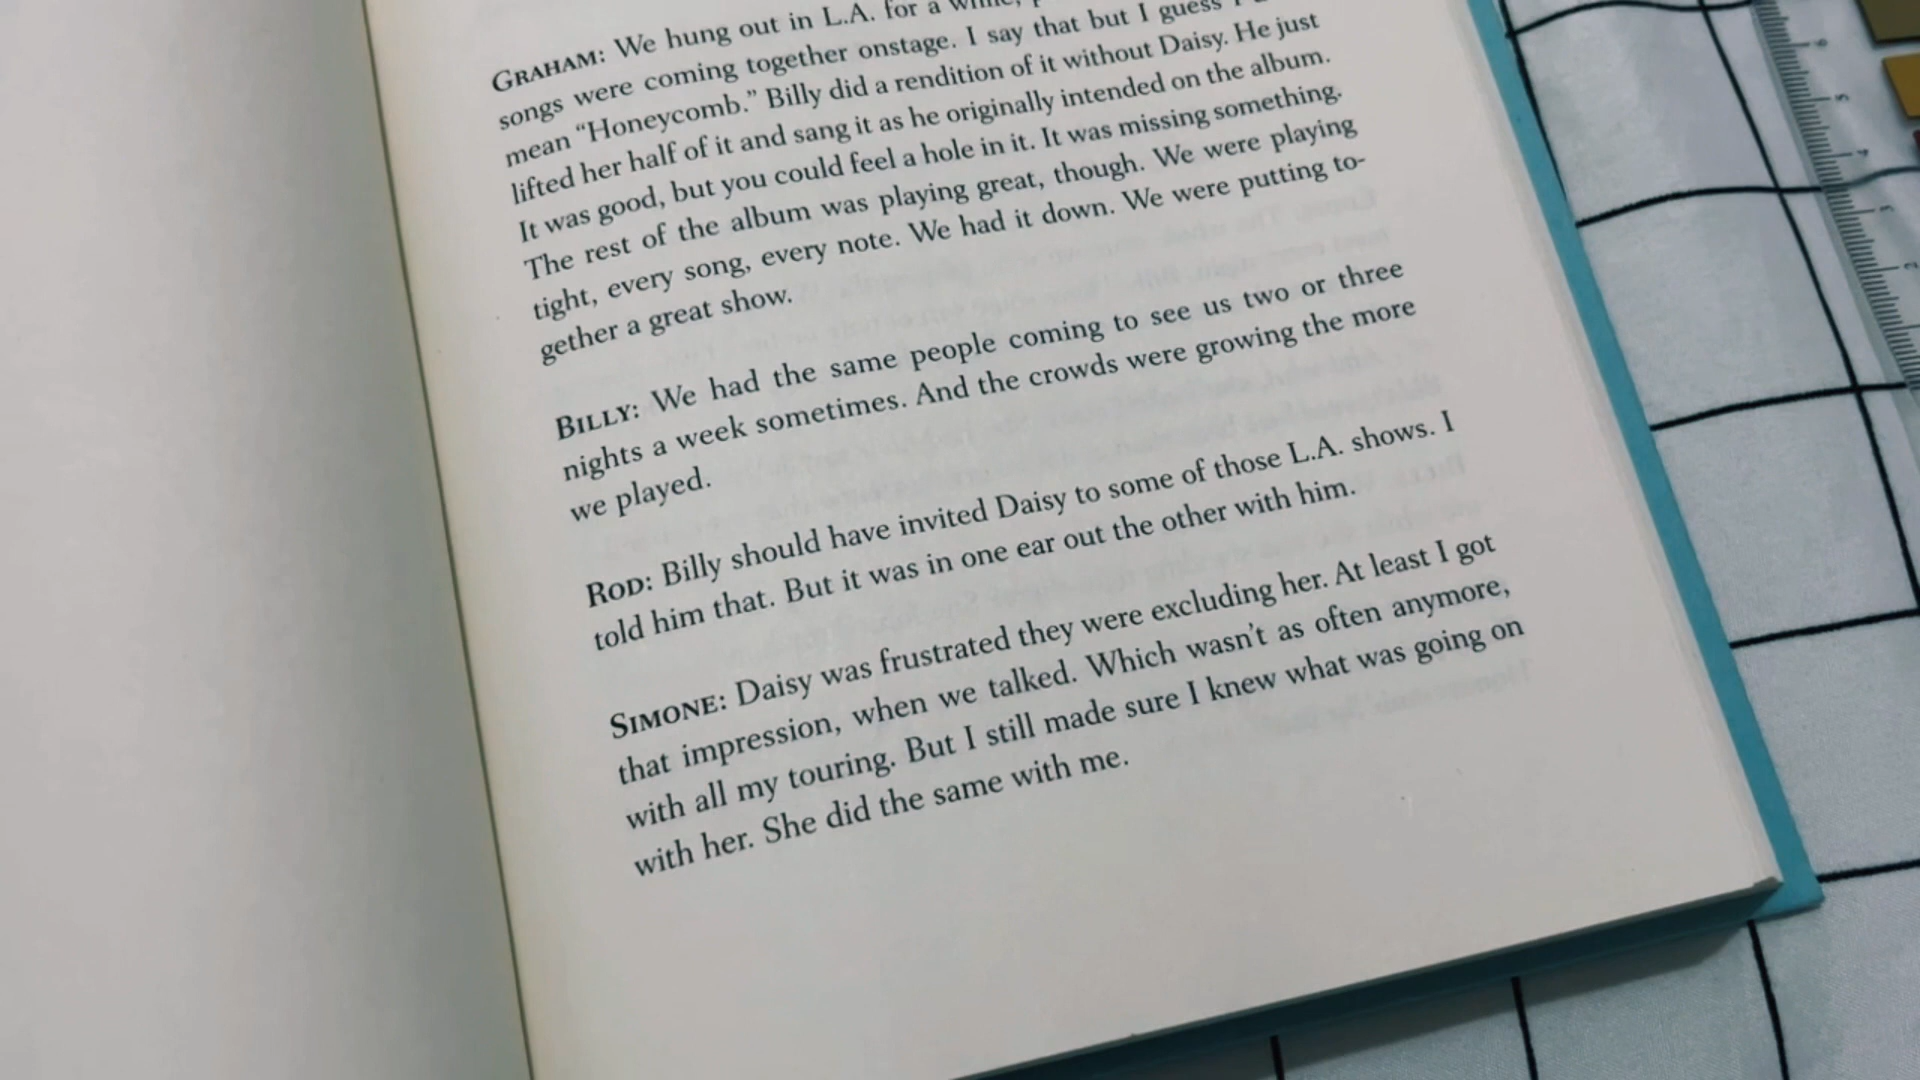 GRAHAM: We hung out in L.A. for a while,
songs were coming together onstage. I say that but I guess I
mean “Honeycomb.” Billy did a rendition of it without Daisy. He just
lifted her half of it and sang it as he originally intended on the album.
It was good, but you could feel a hole in it. It was missing something.
The rest of the album was playing great, though. We were playing
tight, every song, every note. We had it down. We were putting to-
gether a great show.
BILLY: We had the same people coming to see us two or three
nights a week sometimes. And the crowds were growing the more
we played.
ROD: Billy should have invited Daisy to some of those L.A. shows. I
told him that. But it was in one ear out the other with him.
SIMONE: Daisy was frustrated they were excluding her. At least I got
that impression, when we talked. Which wasn't as often anymore,
with all my touring. But I still made sure I knew what was going on
with her. She did the same with me.